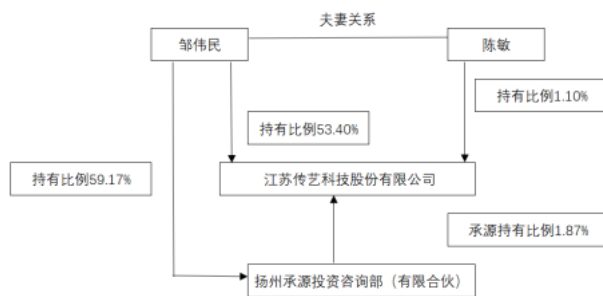 夫妻关系
邹伟民
陈敏
持有比例1.10%
持有比例53.40%
持有比例59.17%
江苏传艺科技股份有限公司
承源持有比例1.87%
扬州承源投资咨询部（有限合伙）